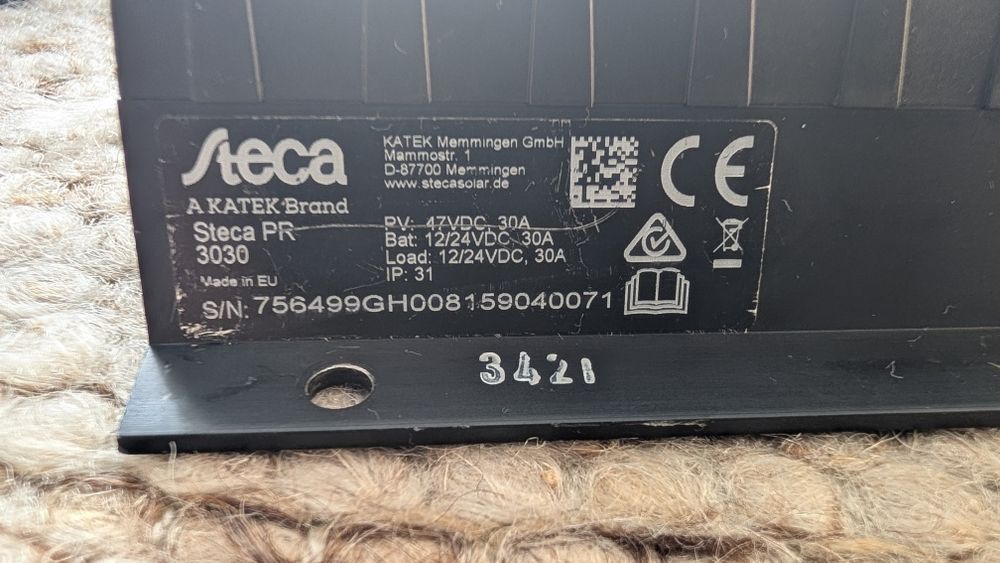 Steca
A KATEK Brand
Steca PR
3030
Made in EU
KATEK Memmingen GmbH
Mammostr. 1
D-87700 Memmingen
www.stecasolar.de
PV: 47VDC, 30A
Bat: 12/24VDC, 30A
Load: 12/24VDC, 30A
IP: 31
CE
S/N: 756499GH008159040071
3421